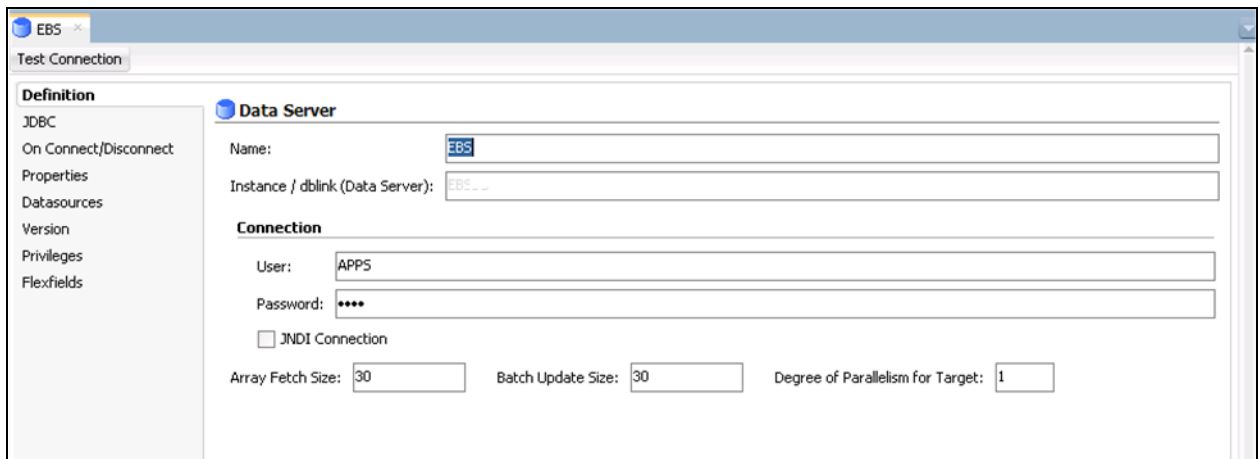 EBS
Test Connection
Definition
JDBC
On Connect/Disconnect
Properties
Datasources
Version
Privileges
Flexfields
Data Server
Name: EBS
Instance / dblink (Data Server):
Connection
User: APPS
Password: ••••
JNDI Connection
Array Fetch Size: 30 Batch Update Size: 30 Degree of Parallelism for Target: 1